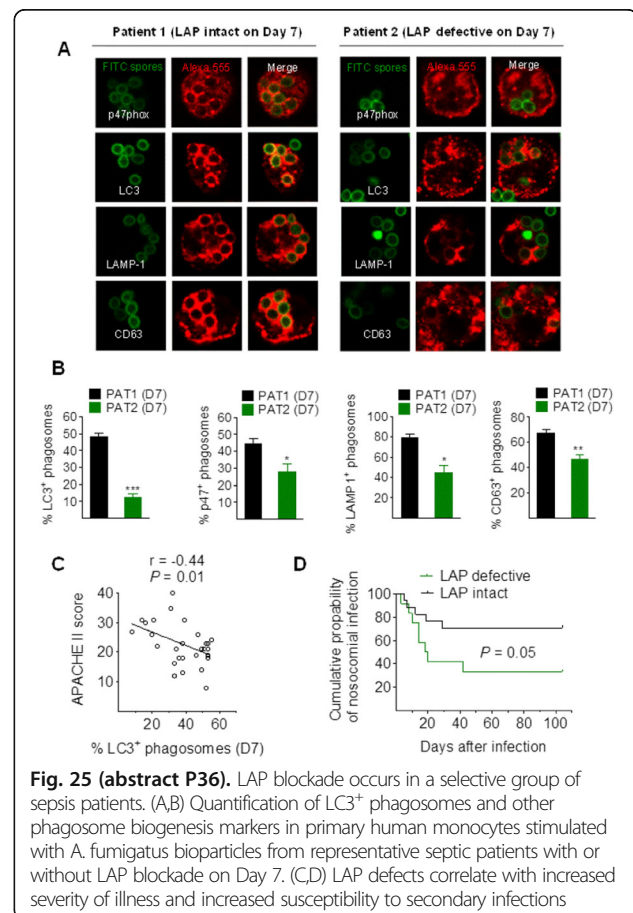 Patient 1 (LAP intact on Day 7)
Patient 2 (LAP defective on Day 7)
A
FITC spores
Alexa 555
Merge
FITC spores
Alexa 555
Merge
p47phox
p47phox
LC3
LC3
LAMP-1
LAMP-1
CD63
CD63
B
PAT1 (D7)
PAT2 (D7)
% LC3+ phagosomes
60
50
40
30
20
10
***
PAT1 (D7)
PAT2 (D7)
% p47+ phagosomes
60
50
40
30
20
10
*
PAT1 (D7)
PAT2 (D7)
% LAMP1+ phagosomes
100
80
60
40
20
*
PAT1 (D7)
PAT2 (D7)
% CD63+ phagosomes
80
60
40
20
**
C
r = -0.44
P = 0.01
APACHE II score
40
30
20
10
20
40
60
% LC3+ phagosomes (D7)
D
LAP defective
LAP intact
Cumulative propability
of nosocomial infection
100
80
60
40
20
P = 0.05
20
40
60
80
100
Days after infection
Fig. 25 (abstract P36). LAP blockade occurs in a selective group of
sepsis patients. (A,B) Quantification of LC3+ phagosomes and other
phagosome biogenesis markers in primary human monocytes stimulated
with A. fumigatus bioparticles from representative septic patients with or
without LAP blockade on Day 7. (C,D) LAP defects correlate with increased
severity of illness and increased susceptibility to secondary infections